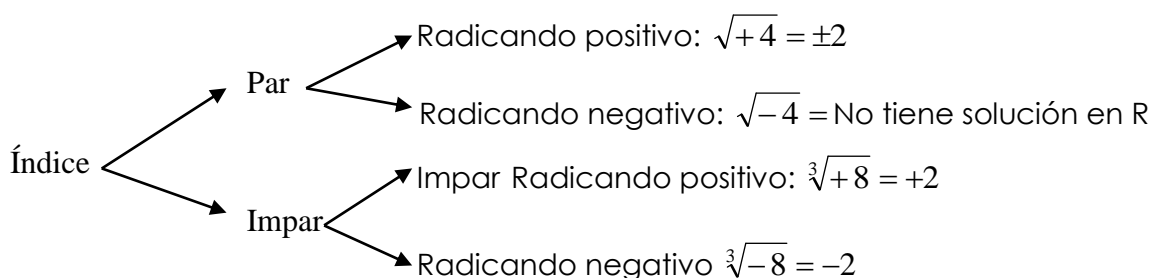 Radicando positivo: √+4 = ±2
Par
Radicando negativo: √−4 = No tiene solución en R
Índice
Impar Radicando positivo: ∛+8 = +2
Impar
Radicando negativo ∛−8 = −2